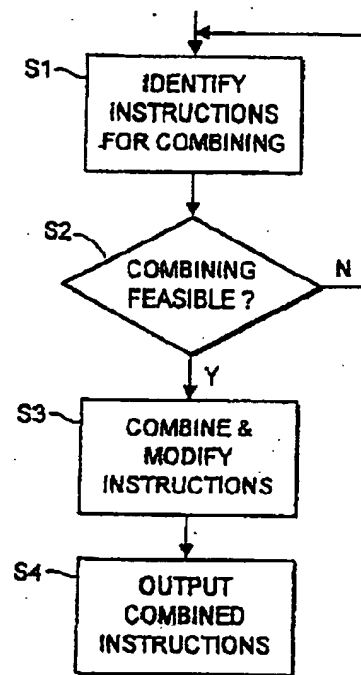 S1
IDENTIFY
INSTRUCTIONS
FOR COMBINING
S2
COMBINING
FEASIBLE ?
N
Y
S3
COMBINE &
MODIFY
INSTRUCTIONS
S4
OUTPUT
COMBINED
INSTRUCTIONS